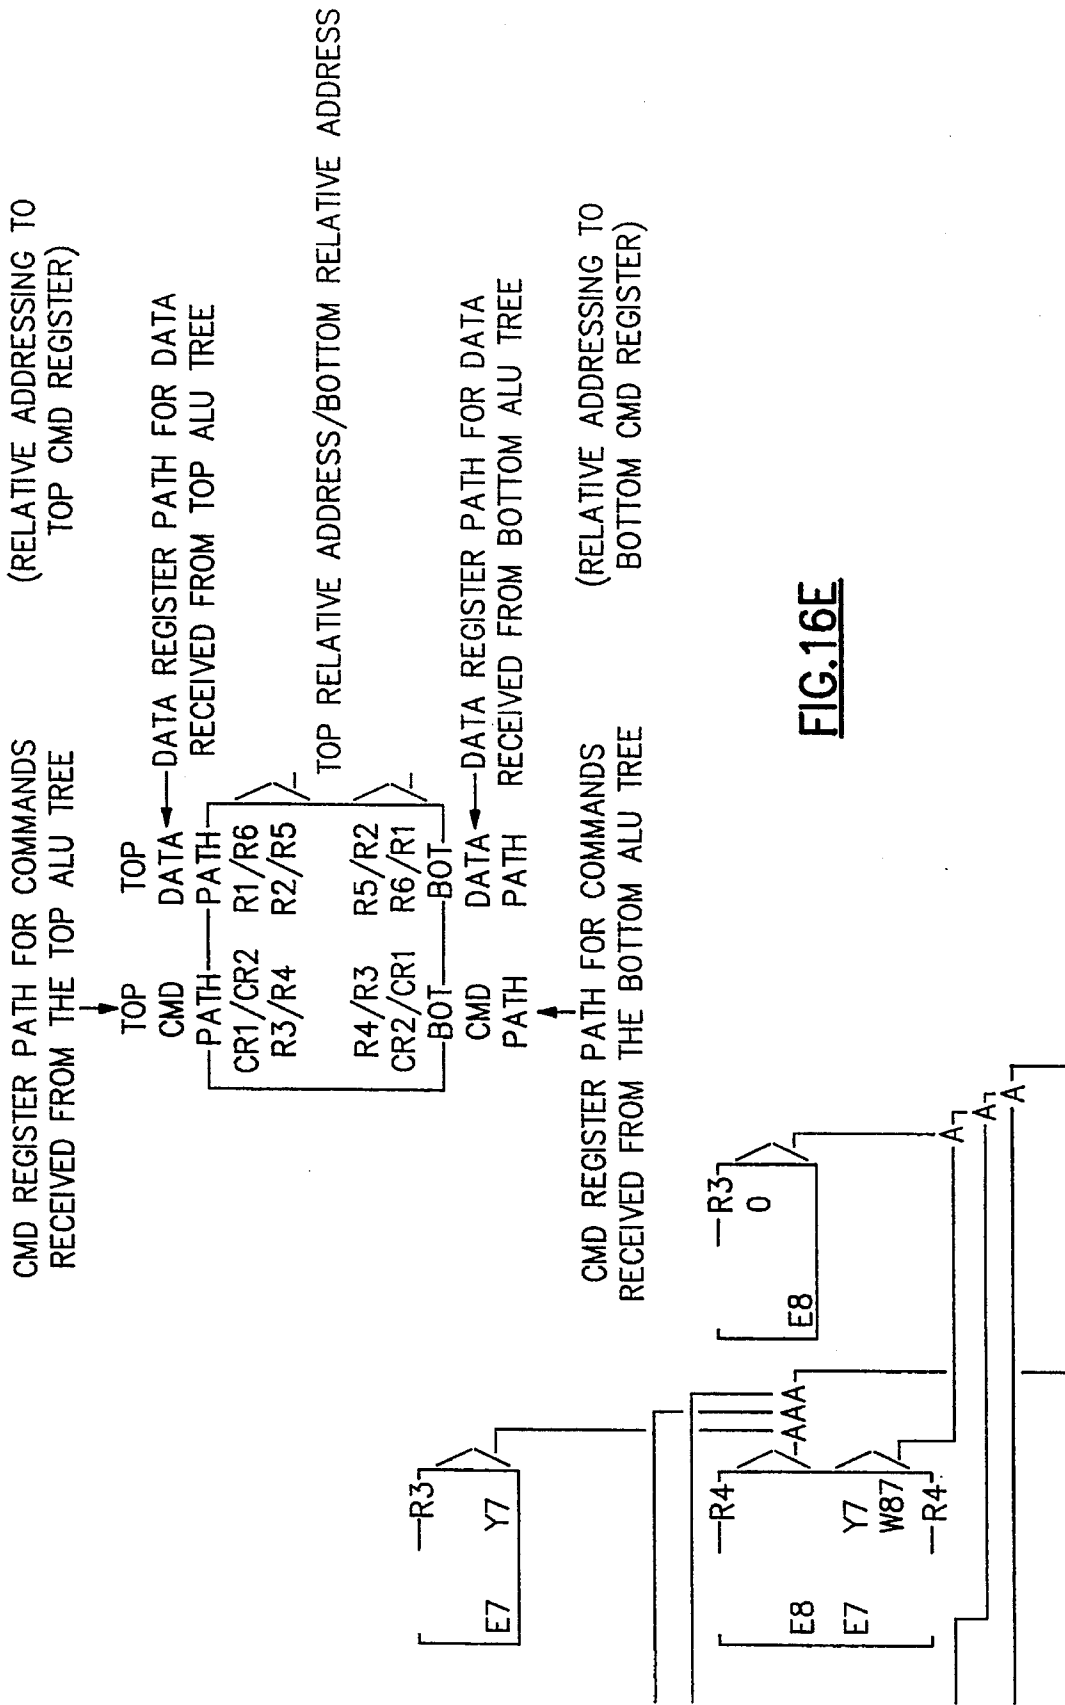 CMD REGISTER PATH FOR COMMANDS
RECEIVED FROM THE TOP ALU TREE
(RELATIVE ADDRESSING TO
TOP CMD REGISTER)
TOP TOP
CMD DATA
PATH PATH
DATA REGISTER PATH FOR DATA
RECEIVED FROM TOP ALU TREE
CR1/CR2 R1/R6
R3/R4 R2/R5
TOP RELATIVE ADDRESS/BOTTOM RELATIVE ADDRESS
R4/R3 R5/R2
CR2/CR1 R6/R1
BOT BOT
CMD DATA
PATH PATH
DATA REGISTER PATH FOR DATA
RECEIVED FROM BOTTOM ALU TREE
CMD REGISTER PATH FOR COMMANDS
RECEIVED FROM THE BOTTOM ALU TREE
(RELATIVE ADDRESSING TO
BOTTOM CMD REGISTER)
R3
E7 Y7
R4
E8
AAA
E7 Y7
W87
R4
R3
0
E8
A
A
A
FIG.16E